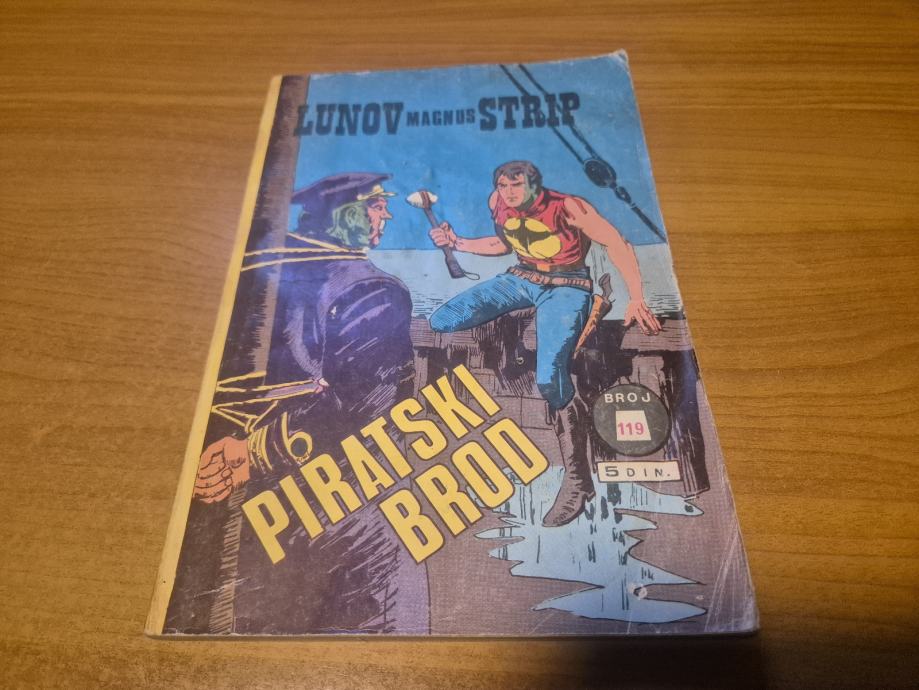 LUNOV MAGNUS STRIP
PIRATSKI
BROD
BROJ
119
5 DIN.